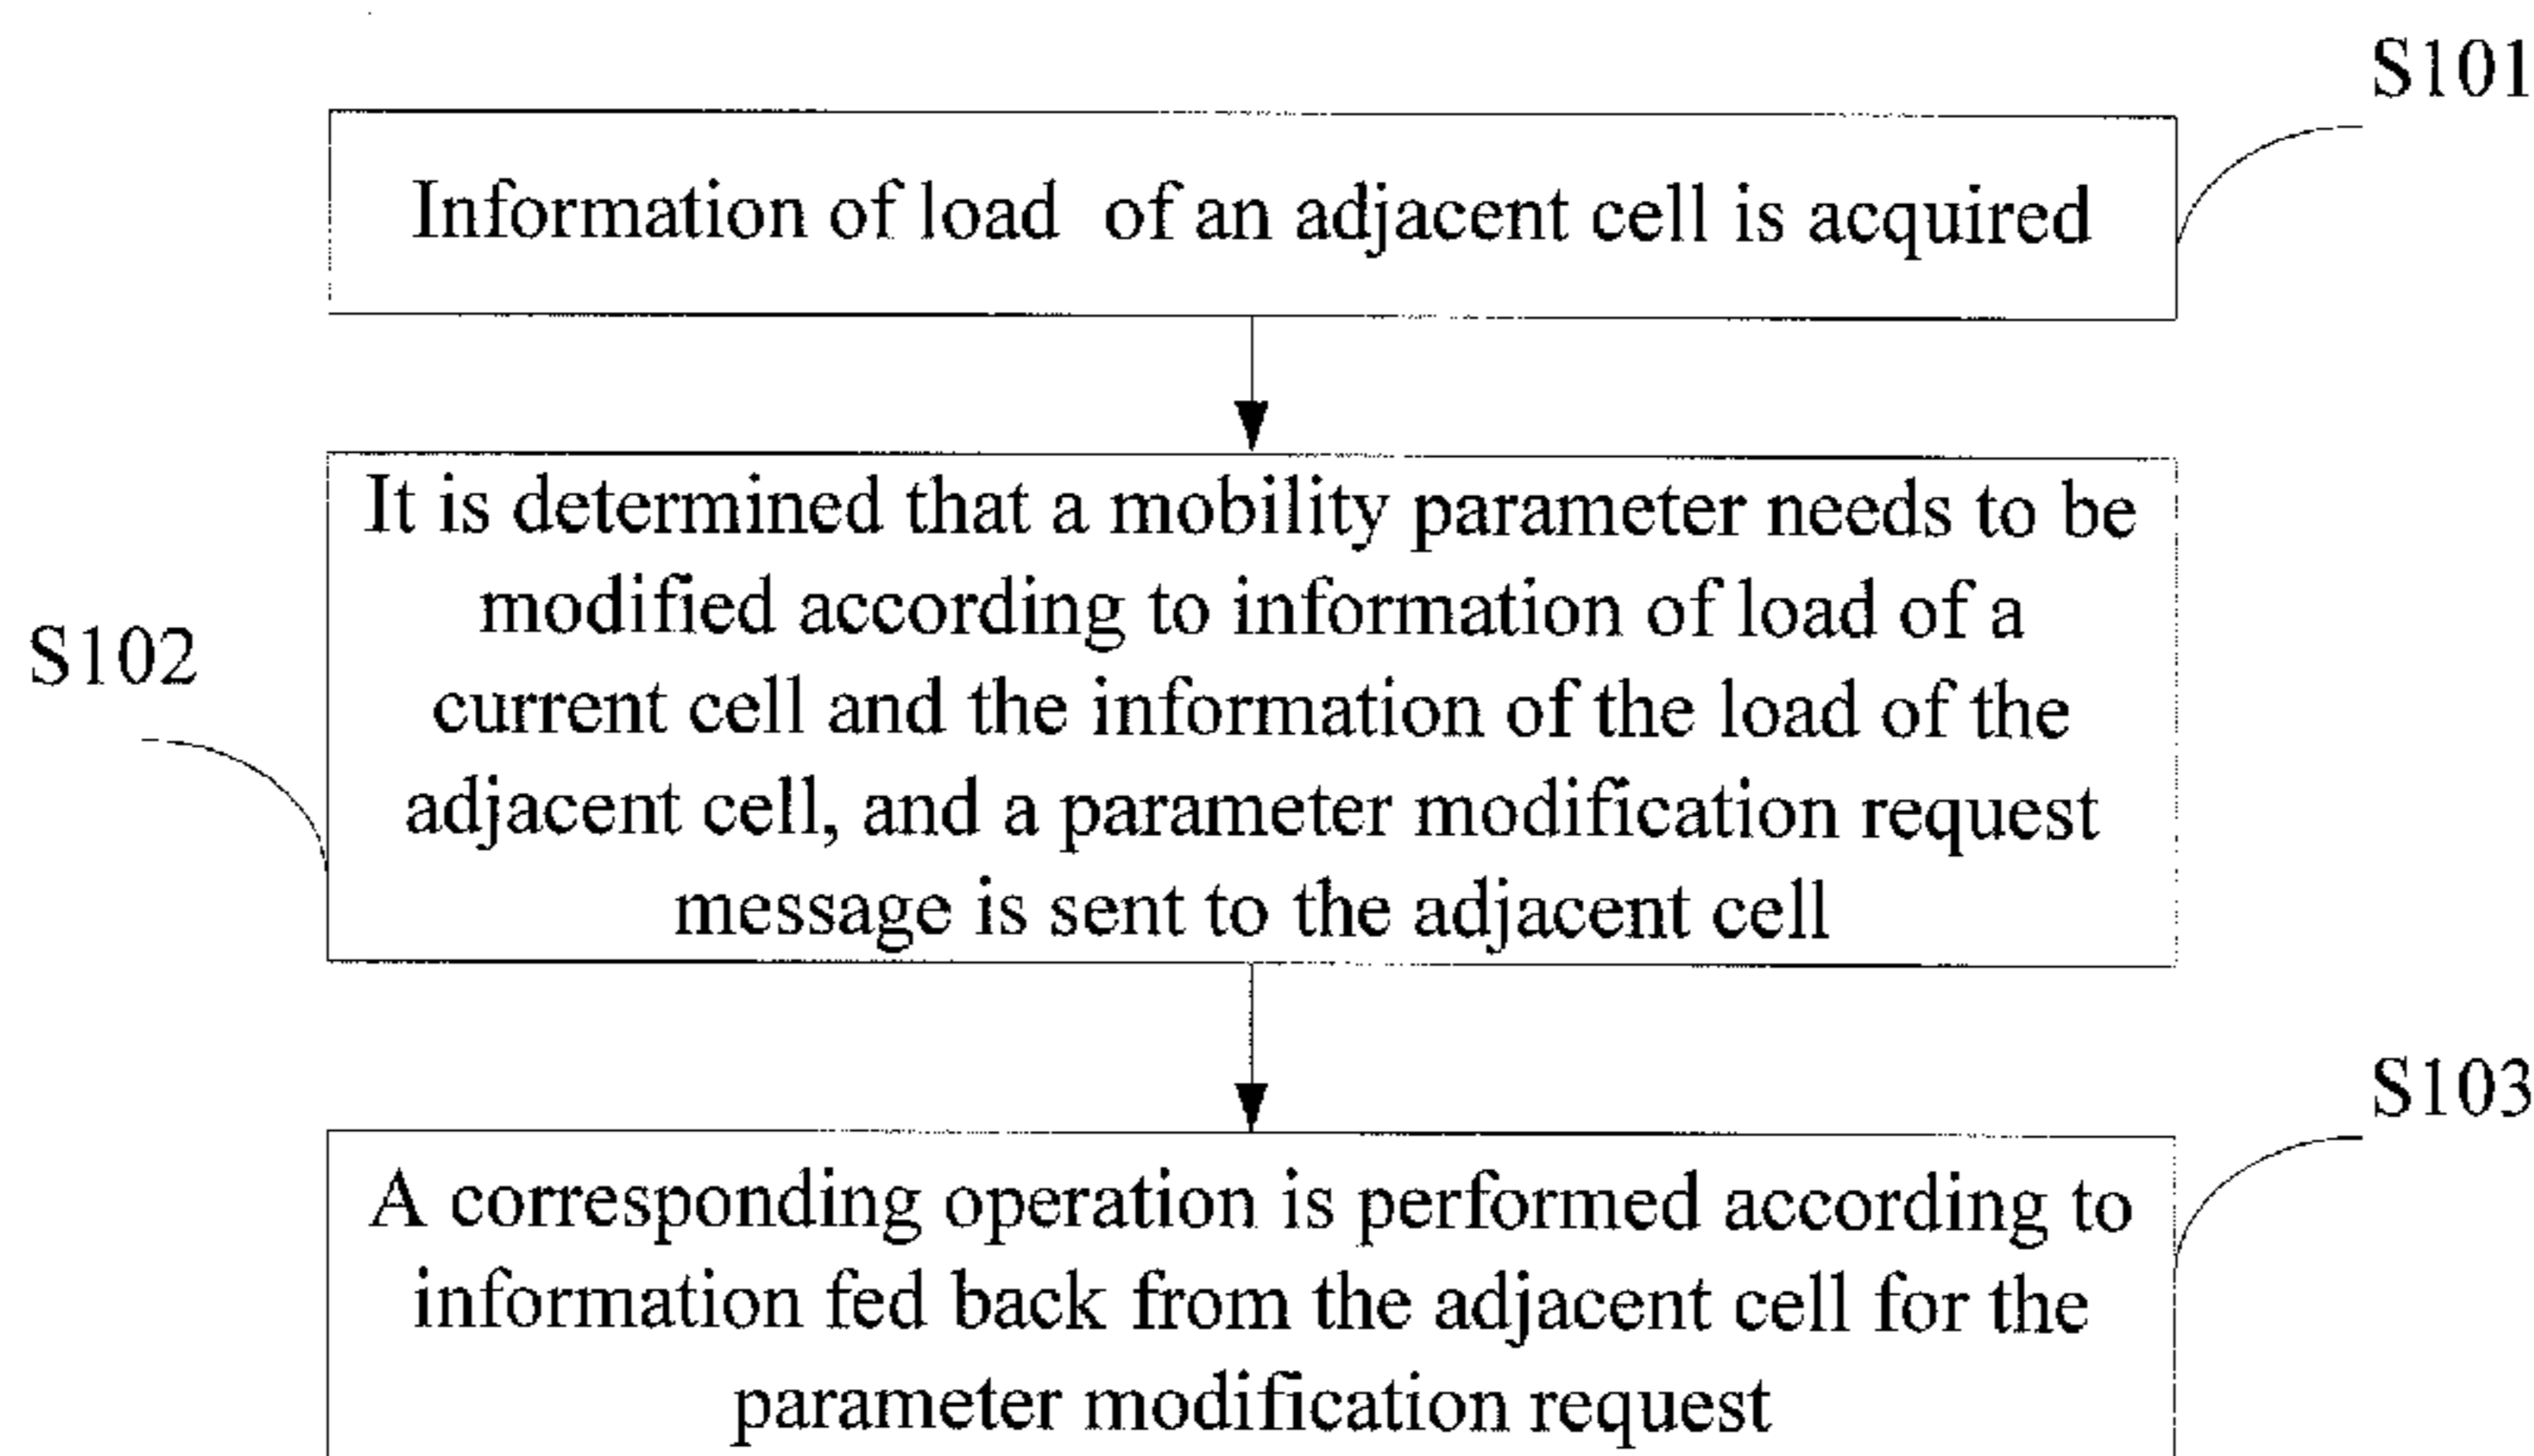 S101
Information of load of an adjacent cell is acquired
It is determined that a mobility parameter needs to be
modified according to information of load of a
current cell and the information of the load of the
adjacent cell, and a parameter modification request
message is sent to the adjacent cell
S102
S103
A corresponding operation is performed according to
information fed back from the adjacent cell for the
parameter modification request